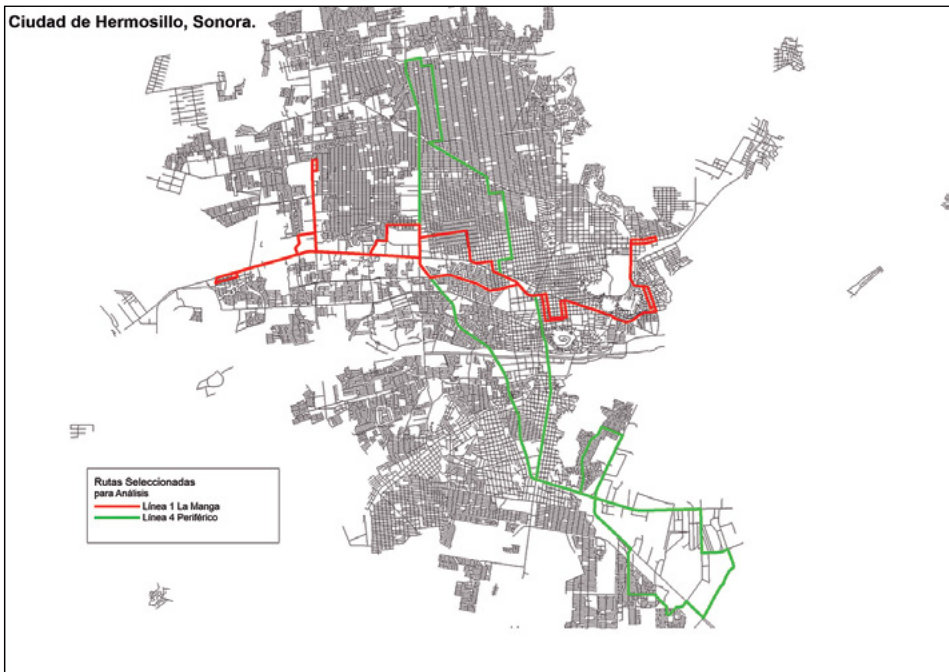 Ciudad de Hermosillo, Sonora.
Rutas Seleccionadas
para Análisis
Línea 1 La Manga
Línea 4 Periférico